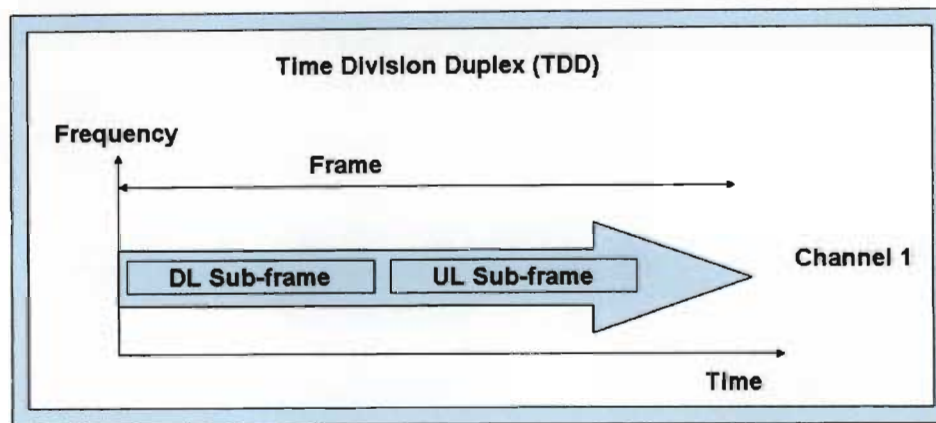 Time Division Duplex (TDD)
Frequency
Frame
Channel 1
DL Sub-frame
UL Sub-frame
Time